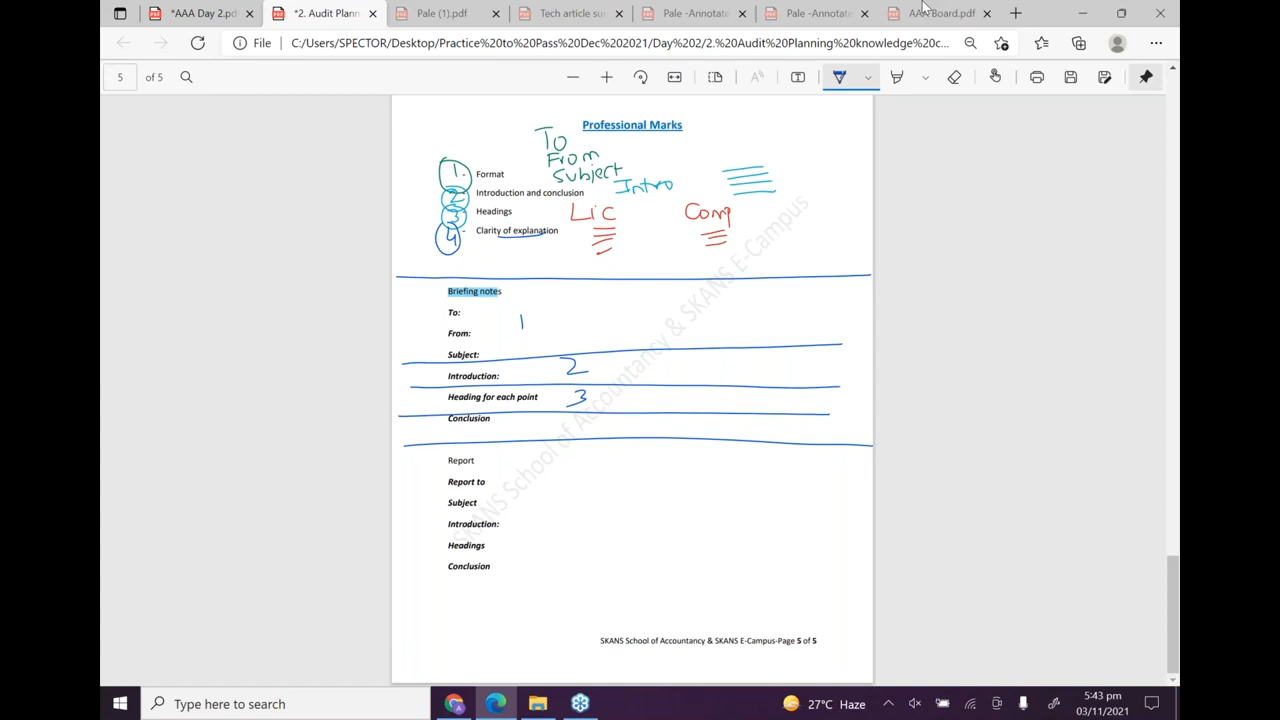 *AAA Day 2.pd
*2. Audit Plann
Pale (1).pdf
Tech article su
Pale -Annotate
Pale -Annotate
AAA Board.pdf
File
C:/Users/SPECTOR/Desktop/Practice%20to%20Pass%20Dec%202021/Day%202/2.%20Audit%20Planning%20knowledge%20c...
5
of 5
Professional Marks
To
From
Subject
1.
Format
Intro
2
Introduction and conclusion
3
Headings
Lic
Comp
4
Clarity of explanation
Briefing notes
To:
1
From:
Subject:
2
Introduction:
Heading for each point
3
Conclusion
Report
Report to
Subject
Introduction:
Headings
Conclusion
SKANS School of Accountancy & SKANS E-Campus
SKANS School of Accountancy & SKANS E-Campus-Page 5 of 5
Type here to search
27°C Haze
5:43 pm
03/11/2021